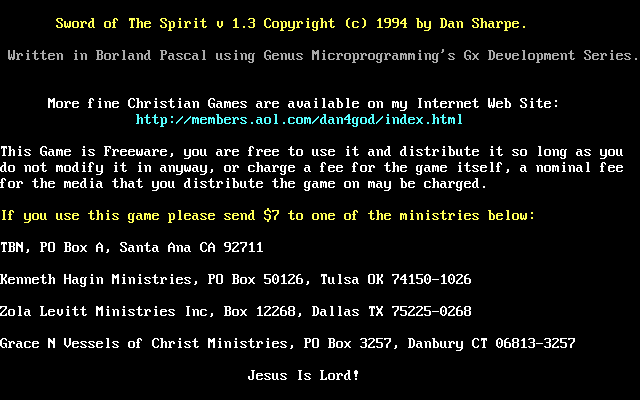 Sword of The Spirit v 1.3 Copyright (c) 1994 by Dan Sharpe.
Written in Borland Pascal using Genus Microprogramming's Gx Development Series.
More fine Christian Games are available on my Internet Web Site:
http://members.aol.com/dan4god/index.html
This Game is Freeware, you are free to use it and distribute it so long as you
do not modify it in anyway, or charge a fee for the game itself, a nominal fee
for the media that you distribute the game on may be charged.
If you use this game please send $7 to one of the ministries below:
TBN, PO Box A, Santa Ana CA 92711
Kenneth Hagin Ministries, PO Box 50126, Tulsa OK 74150-1026
Zola Levitt Ministries Inc, Box 12268, Dallas TX 75225-0268
Grace N Vessels of Christ Ministries, PO Box 3257, Danbury CT 06813-3257
Jesus Is Lord!